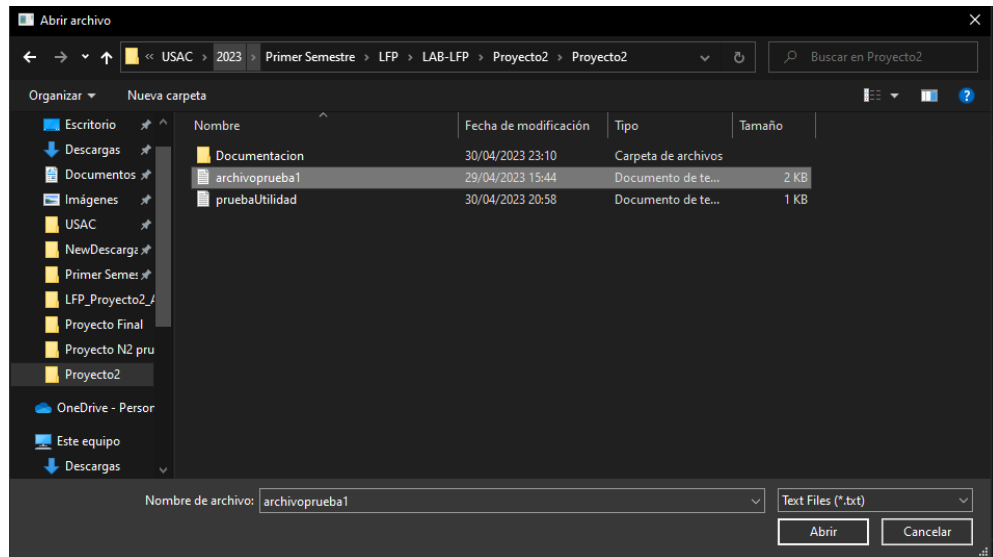 Abrir archivo
« USAC > 2023 > Primer Semestre > LFP > LAB-LFP > Proyecto2 > Proyecto2
Buscar en Proyecto2
Organizar
Nueva carpeta
Escritorio
Descargas
Documentos
Imágenes
USAC
NewDescarga
Primer Semes
LFP_Proyecto2_A
Proyecto Final
Proyecto N2 pru
Proyecto2
OneDrive - Person
Este equipo
Descargas
Nombre Fecha de modificación Tipo Tamaño
Documentacion 30/04/2023 23:10 Carpeta de archivos
archivoprueba1 29/04/2023 15:44 Documento de te... 2 KB
pruebaUtilidad 30/04/2023 20:58 Documento de te... 1 KB
Nombre de archivo: archivoprueba1
Text Files (*.txt)
Abrir
Cancelar